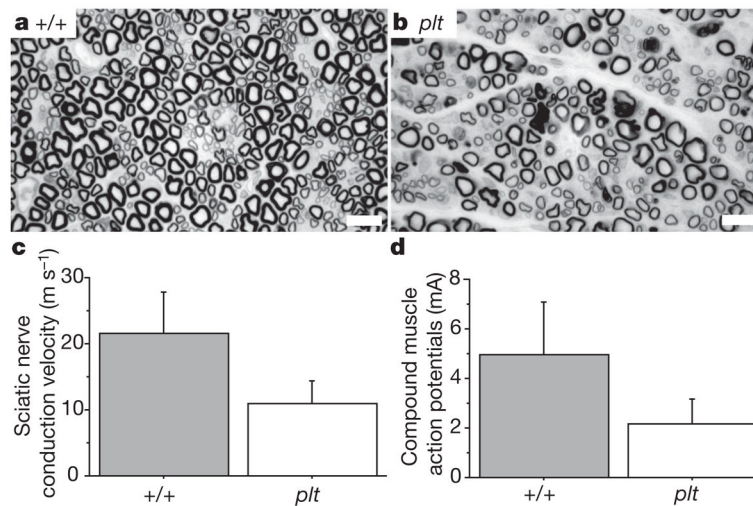 a +/+
b plt
c
30
20
10
0
Sciatic nerve
conduction velocity (m s⁻¹)
+/+
plt
d
8
6
4
2
0
Compound muscle
action potentials (mA)
+/+
plt